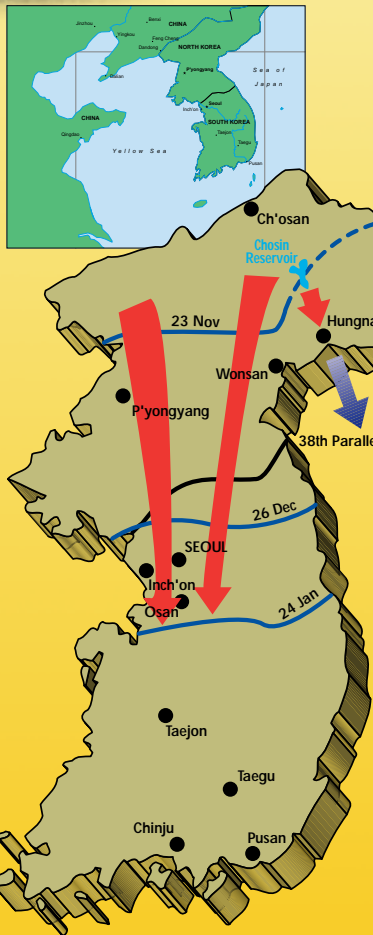 Jinzhou
Banxi
CHINA
Yingkou
Feng Cheng
Dandong
NORTH KOREA
Dalian
P'yongyang
Sea of
Japan
Seoul
Inch'on
CHINA
SOUTH KOREA
Qingdao
Taejon
Taegu
Yellow Sea
Pusan
Ch'osan
Chosin
Reservoir
23 Nov
Hungna
Wonsan
P'yongyang
38th Paralle
26 Dec
SEOUL
Inch'on
Osan
24 Jan
Taejon
Taegu
Chinju
Pusan